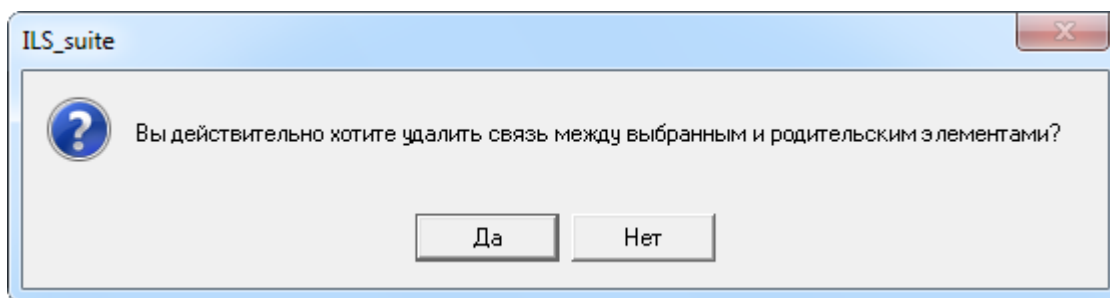 ILS_suite
Вы действительно хотите удалить связь между выбранным и родительским элементами?
Да
Нет